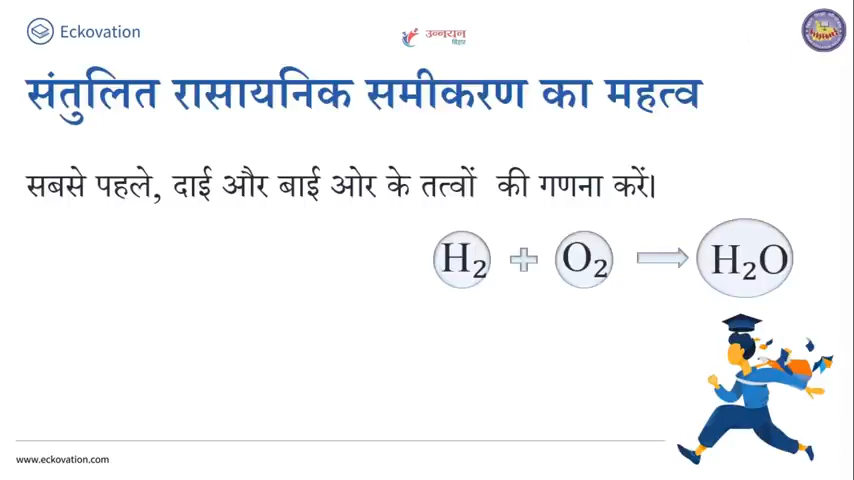 Eckovation
उन्नयन
बिहार
संतुलित रासायनिक समीकरण का महत्व
सबसे पहले, दाई और बाई ओर के तत्वों की गणना करें।
H₂ + O₂ → H₂O
www.eckovation.com